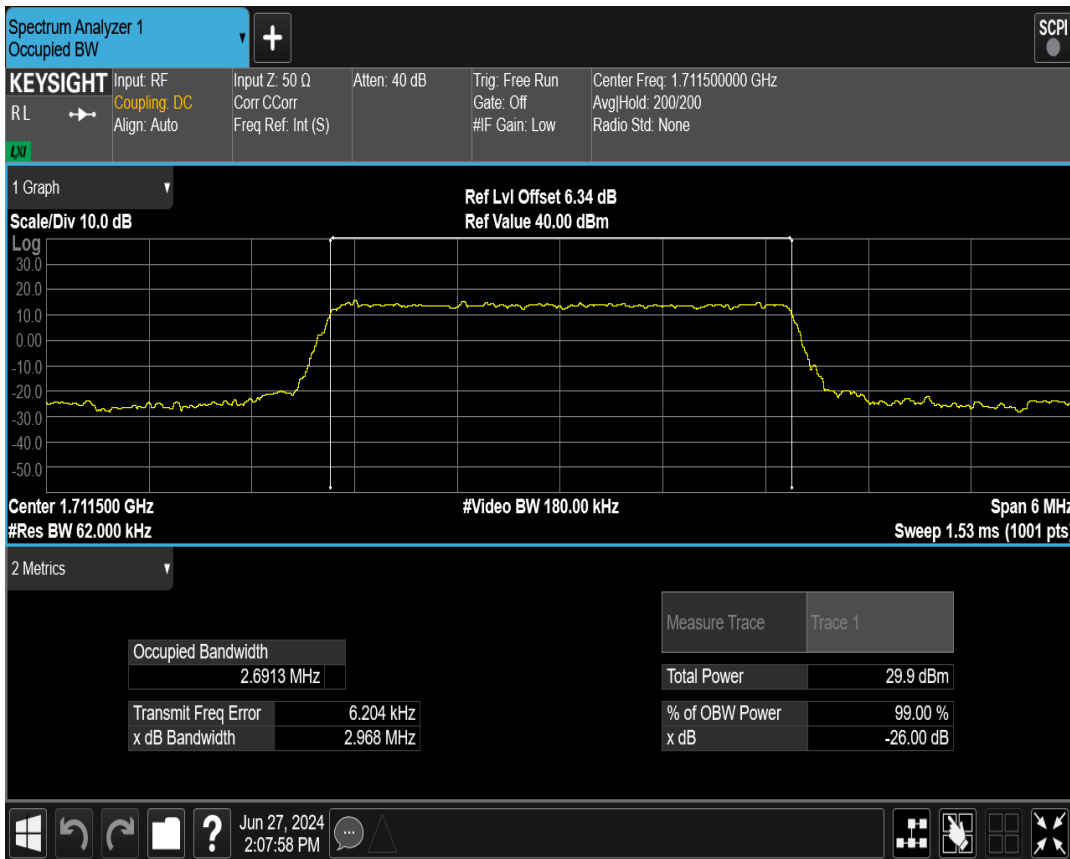 Spectrum Analyzer 1
Occupied BW
+
SCPI
KEYSIGHT
RL
LXI
Input: RF
Coupling: DC
Align: Auto
Input Z: 50 Ω
Corr CCorr
Freq Ref: Int (S)
Atten: 40 dB
Trig: Free Run
Gate: Off
#IF Gain: Low
Center Freq: 1.711500000 GHz
Avg|Hold: 200/200
Radio Std: None
1 Graph
Scale/Div 10.0 dB
Ref Lvl Offset 6.34 dB
Ref Value 40.00 dBm
Log
30.0
20.0
10.0
0.00
-10.0
-20.0
-30.0
-40.0
-50.0
Center 1.711500 GHz
#Res BW 62.000 kHz
#Video BW 180.00 kHz
Span 6 MHz
Sweep 1.53 ms (1001 pts)
2 Metrics
Measure Trace Trace 1
Occupied Bandwidth
2.6913 MHz
Total Power 29.9 dBm
Transmit Freq Error 6.204 kHz
% of OBW Power 99.00 %
x dB Bandwidth 2.968 MHz
x dB -26.00 dB
?
Jun 27, 2024
2:07:58 PM